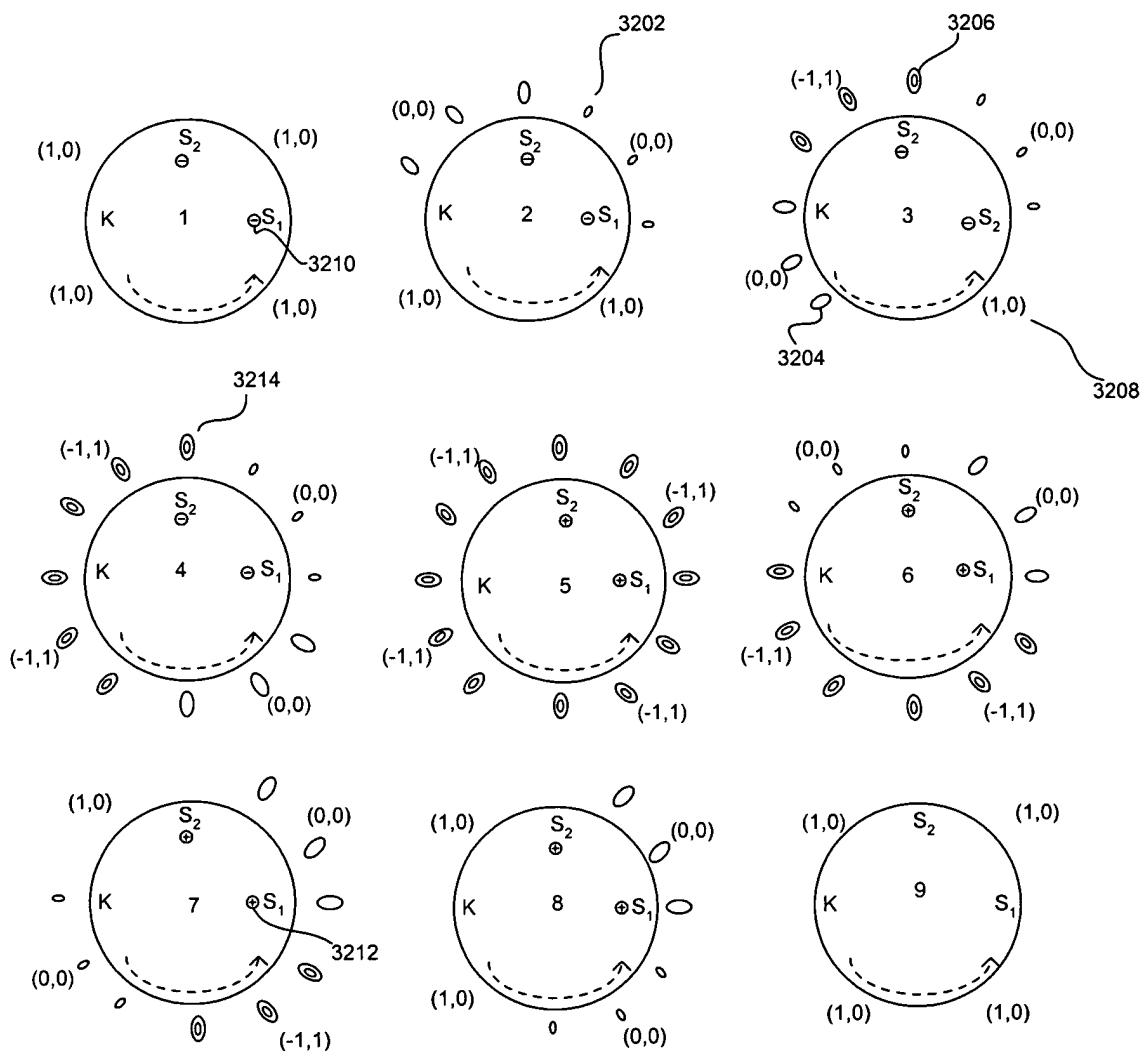 3202
3206
(-1,1)
(0,0)
S2
(1,0)
(1,0)
K
1
⊖
⊖S1
3210
(1,0)
(1,0)
S2
⊖
(0,0)
K
2
⊖S1
(1,0)
(1,0)
S2
⊖
(0,0)
K
3
⊖S2
(0,0)
(1,0)
3204
3208
3214
(-1,1)
S2
⊖
(0,0)
K
4
⊖S1
(-1,1)
(0,0)
(-1,1)
S2
⊕
(-1,1)
K
5
⊕S1
(-1,1)
(-1,1)
(0,0)
S2
⊕
(0,0)
K
6
⊕S1
(-1,1)
(-1,1)
(1,0)
S2
⊕
(0,0)
K
7
⊕S1
3212
(0,0)
(-1,1)
(1,0)
S2
⊕
(0,0)
K
8
⊕S1
(1,0)
(0,0)
(1,0)
S2
(1,0)
K
9
S1
(1,0)
(1,0)